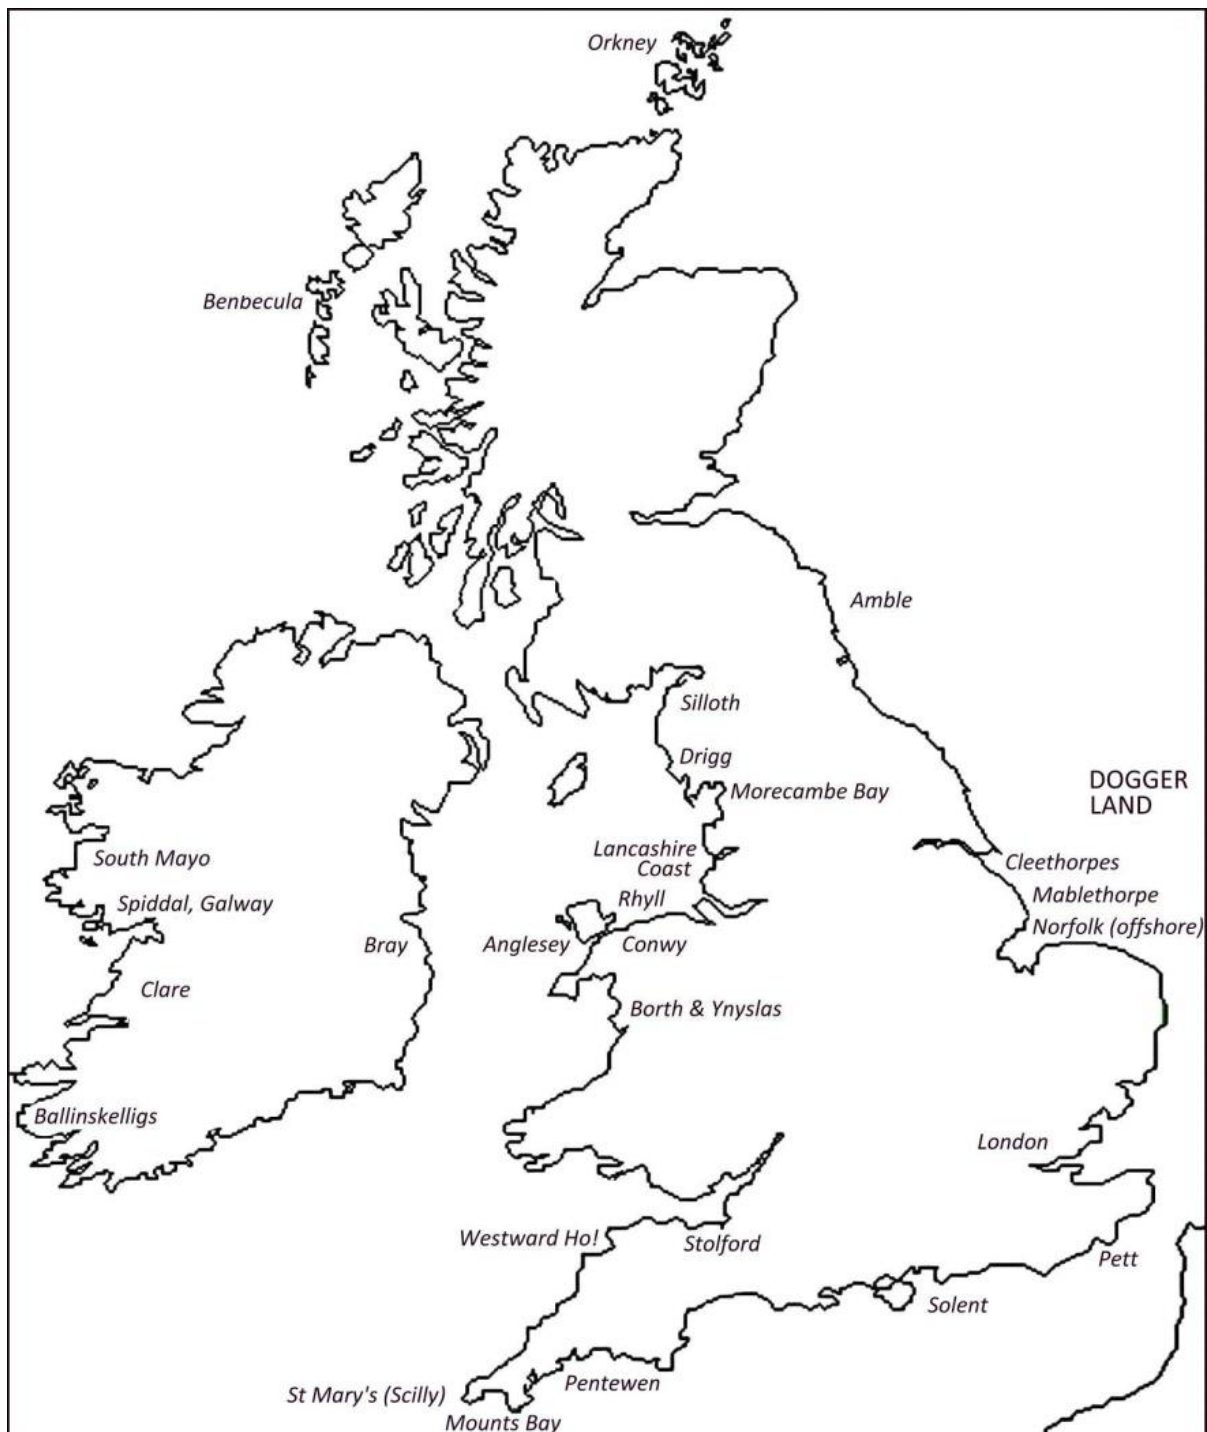 Orkney
Benbecula
Amble
Silloth
Drigg
DOGGER
LAND
Morecambe Bay
Lancashire
Coast
South Mayo
Cleethorpes
Mablethorpe
Rhyll
Spiddal, Galway
Norfolk (offshore)
Bray
Anglesey
Conwy
Clare
Borth & Ynyslas
Ballinskelligs
London
Westward Ho!
Stolford
Pett
Solent
Pentewen
St Mary's (Scilly)
Mounts Bay